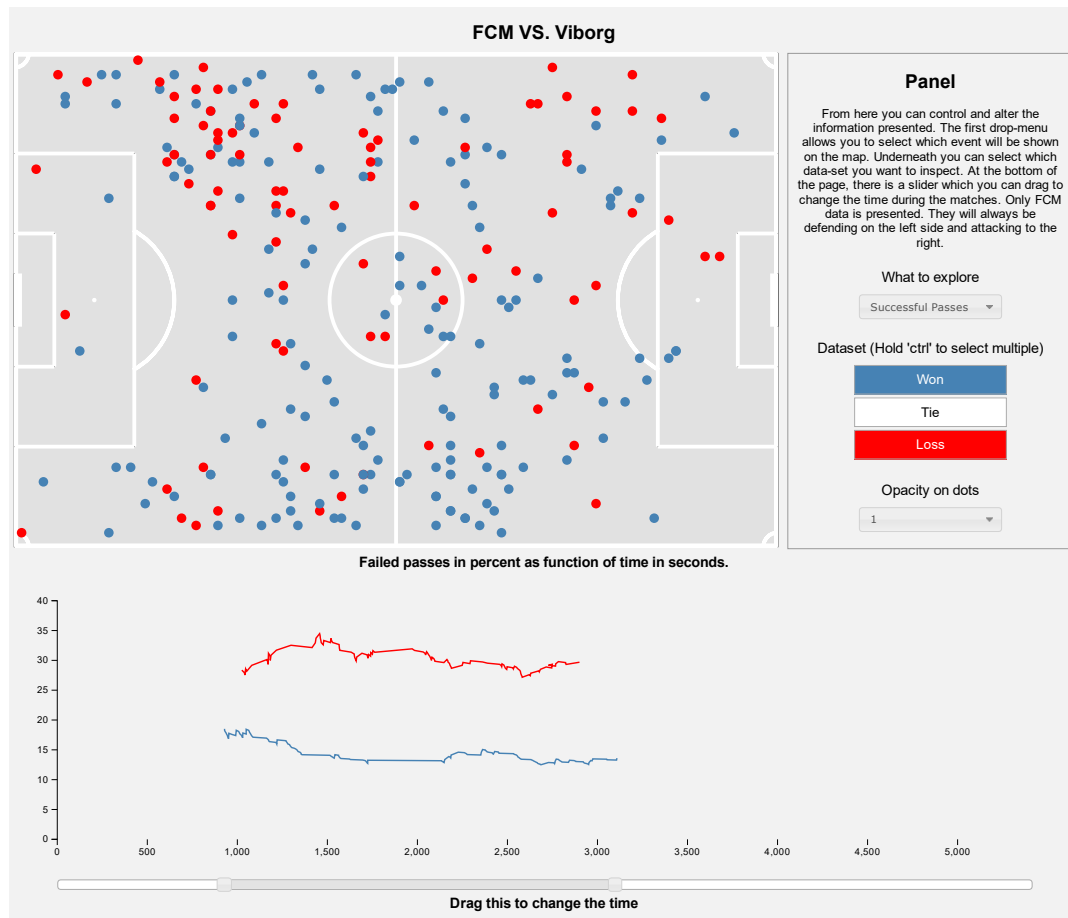 FCM VS. Viborg
Panel
From here you can control and alter the
information presented. The first drop-menu
allows you to select which event will be shown
on the map. Underneath you can select which
data-set you want to inspect. At the bottom of
the page, there is a slider which you can drag to
change the time during the matches. Only FCM
data is presented. They will always be
defending on the left side and attacking to the
right.
What to explore
Successful Passes
Dataset (Hold 'ctrl' to select multiple)
Won
Tie
Loss
Opacity on dots
1
Failed passes in percent as function of time in seconds.
40
35
30
25
20
15
10
5
0
0 500 1,000 1,500 2,000 2,500 3,000 3,500 4,000 4,500 5,000
Drag this to change the time